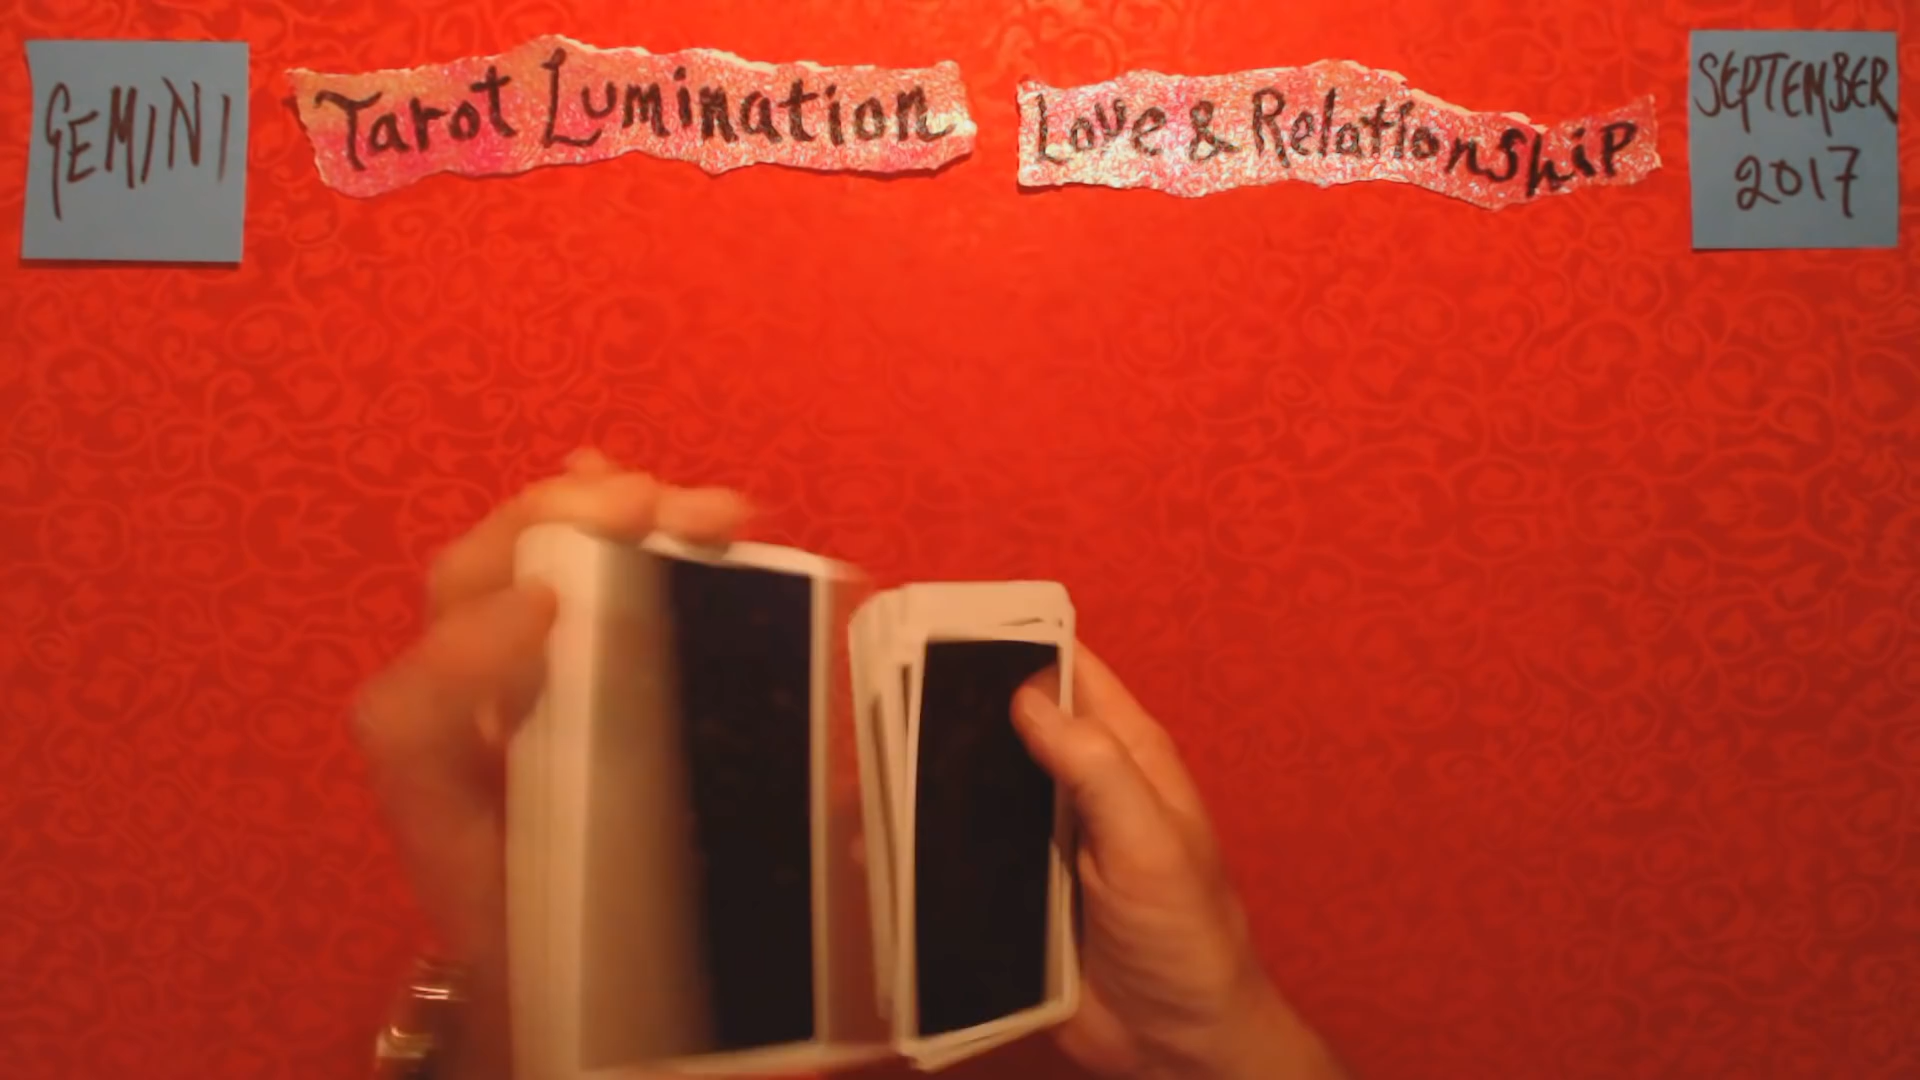 GEMINI
Tarot Lumination
Love & Relationship
SEPTEMBER
2017